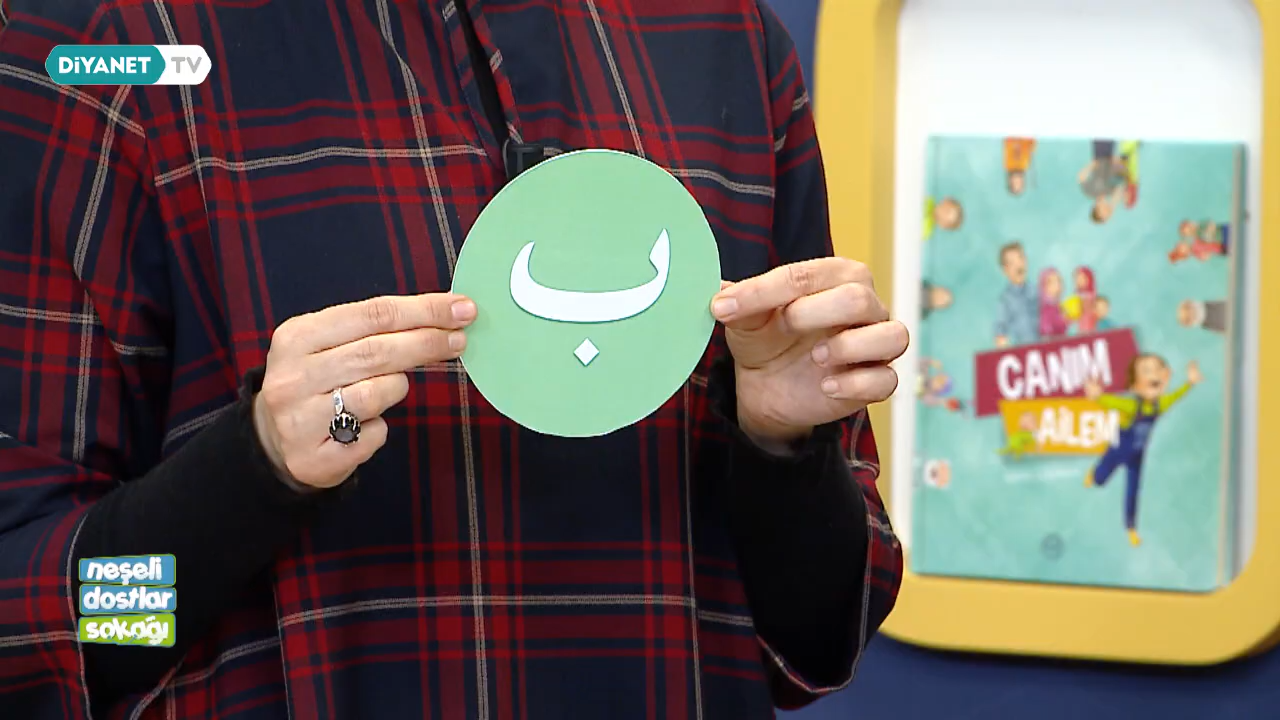 DİYANET TV
ب
CANIM
AİLEM
neşeli
dostlar
sokağı